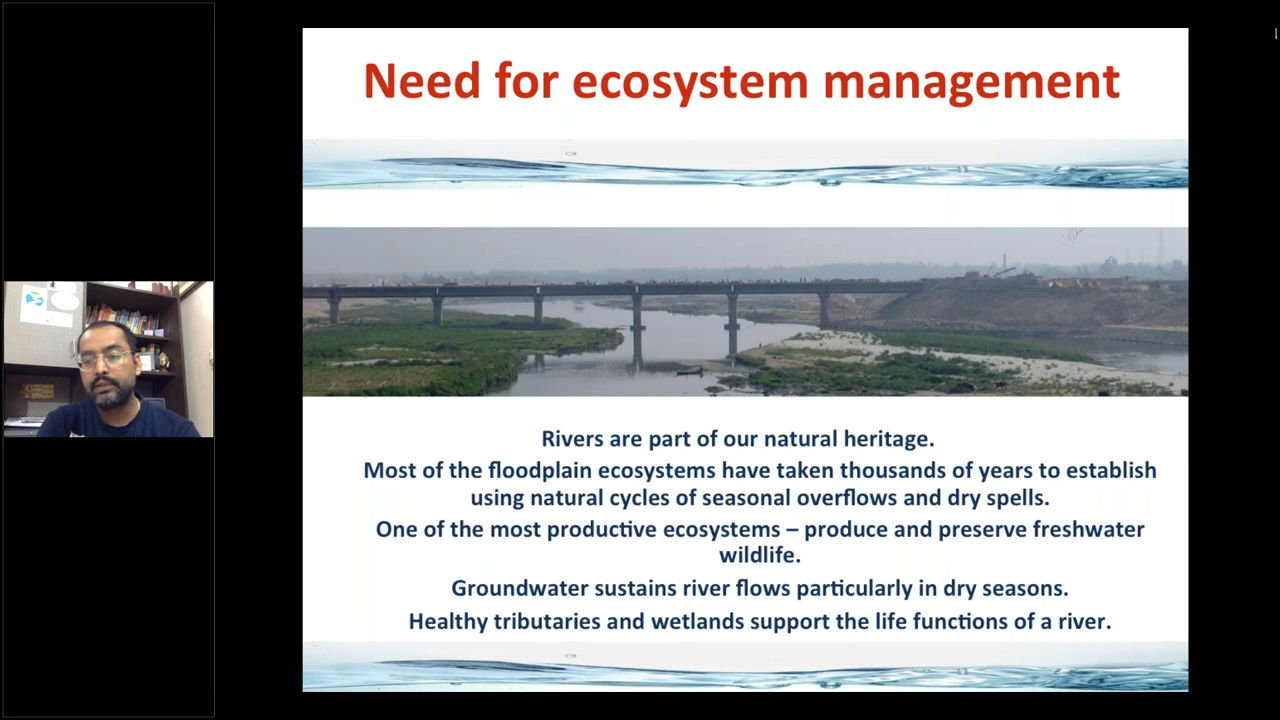 Need for ecosystem management
Rivers are part of our natural heritage.
Most of the floodplain ecosystems have taken thousands of years to establish
using natural cycles of seasonal overflows and dry spells.
One of the most productive ecosystems – produce and preserve freshwater
wildlife.
Groundwater sustains river flows particularly in dry seasons.
Healthy tributaries and wetlands support the life functions of a river.